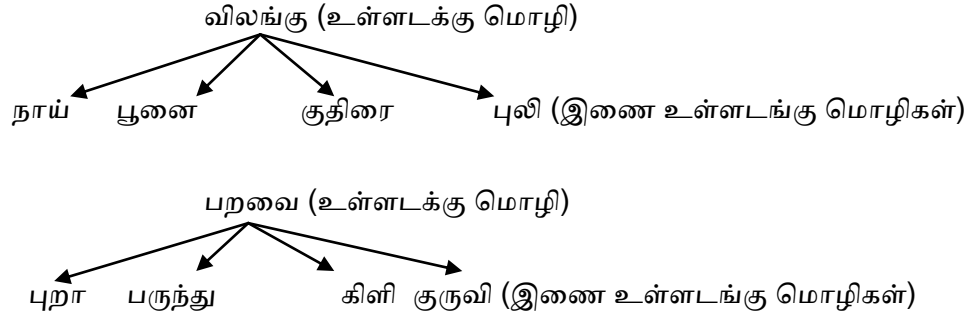 விலங்கு (உள்ளடக்கு மொழி)
நாய் பூனை குதிரை புலி (இணை உள்ளடங்கு மொழிகள்)
பறவை (உள்ளடக்கு மொழி)
புறா பருந்து கிளி குருவி (இணை உள்ளடங்கு மொழிகள்)